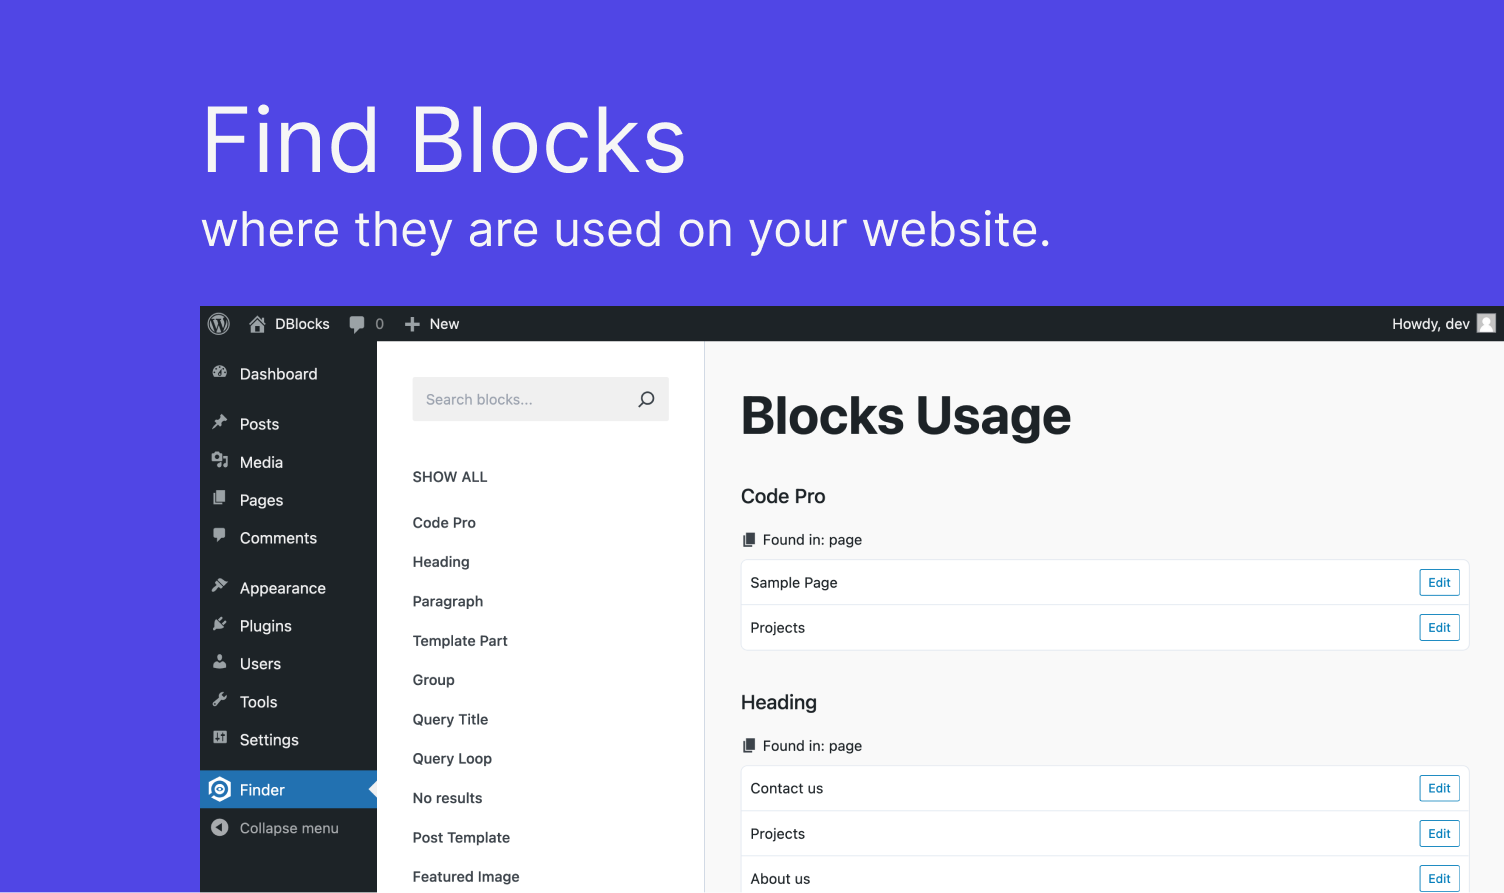 Find Blocks
where they are used on your website.
DBlocks 0 New Howdy, dev
Dashboard
Posts
Media
Pages
Comments
Appearance
Plugins
Users
Tools
Settings
Finder
Collapse menu
Search blocks...
SHOW ALL
Code Pro
Heading
Paragraph
Template Part
Group
Query Title
Query Loop
No results
Post Template
Featured Image
Blocks Usage
Code Pro
Found in: page
Sample Page Edit
Projects Edit
Heading
Found in: page
Contact us Edit
Projects Edit
About us Edit